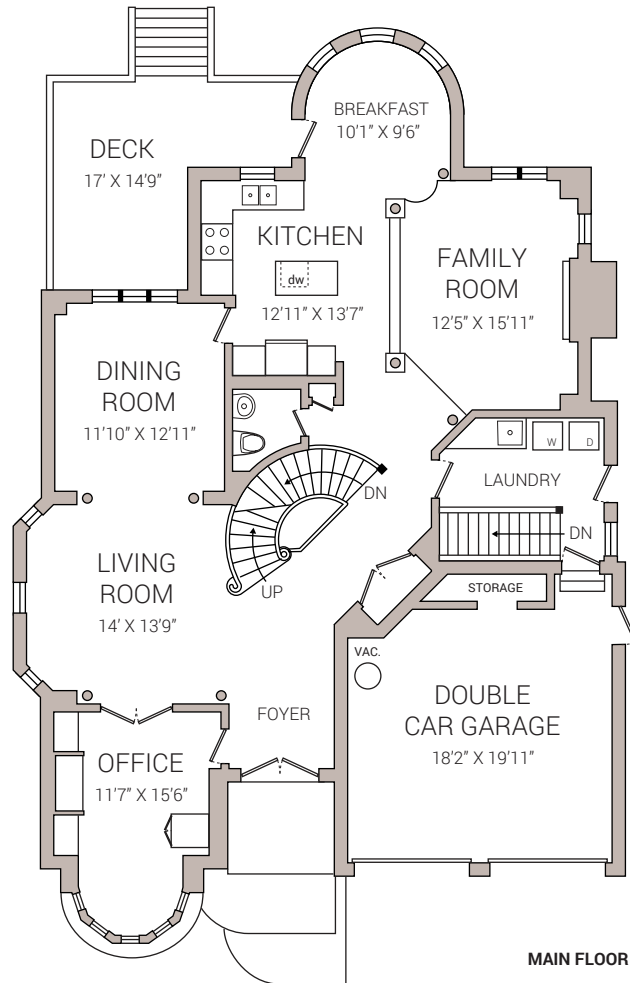 BREAKFAST
10'1" X 9'6"
DECK
17' X 14'9"
KITCHEN
dw
12'11" X 13'7"
FAMILY
ROOM
12'5" X 15'11"
DINING
ROOM
11'10" X 12'11"
W
D
LAUNDRY
DN
DN
UP
LIVING
ROOM
14' X 13'9"
STORAGE
VAC.
FOYER
DOUBLE
CAR GARAGE
18'2" X 19'11"
OFFICE
11'7" X 15'6"
MAIN FLOOR